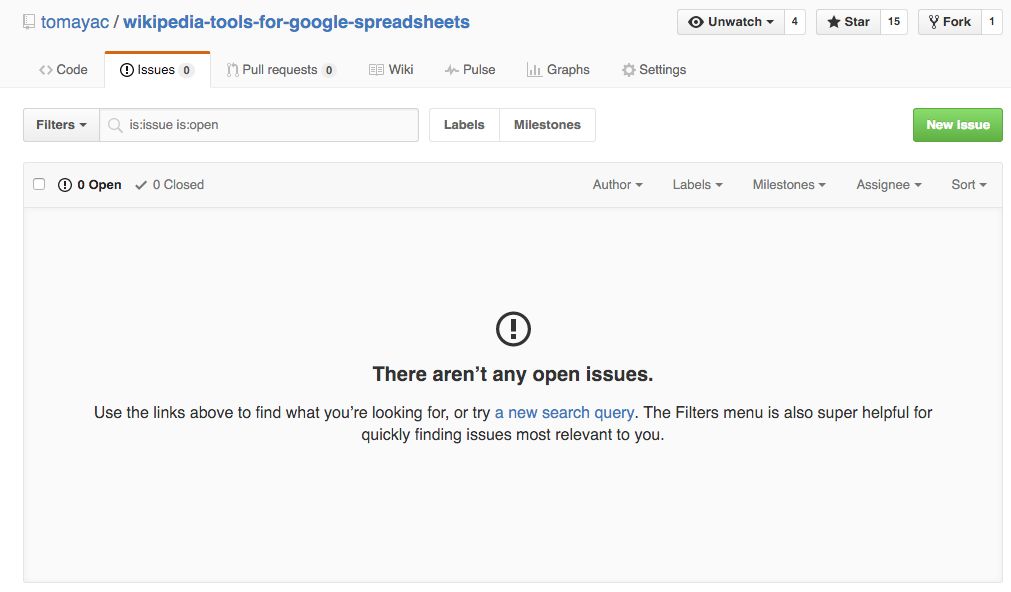 tomayac / wikipedia-tools-for-google-spreadsheets Unwatch 4 Star 15 Fork 1
Code Issues 0 Pull requests 0 Wiki Pulse Graphs Settings
Filters is:issue is:open Labels Milestones New Issue
0 Open 0 Closed Author Labels Milestones Assignee Sort
There aren’t any open issues.
Use the links above to find what you’re looking for, or try a new search query. The Filters menu is also super helpful for
quickly finding issues most relevant to you.